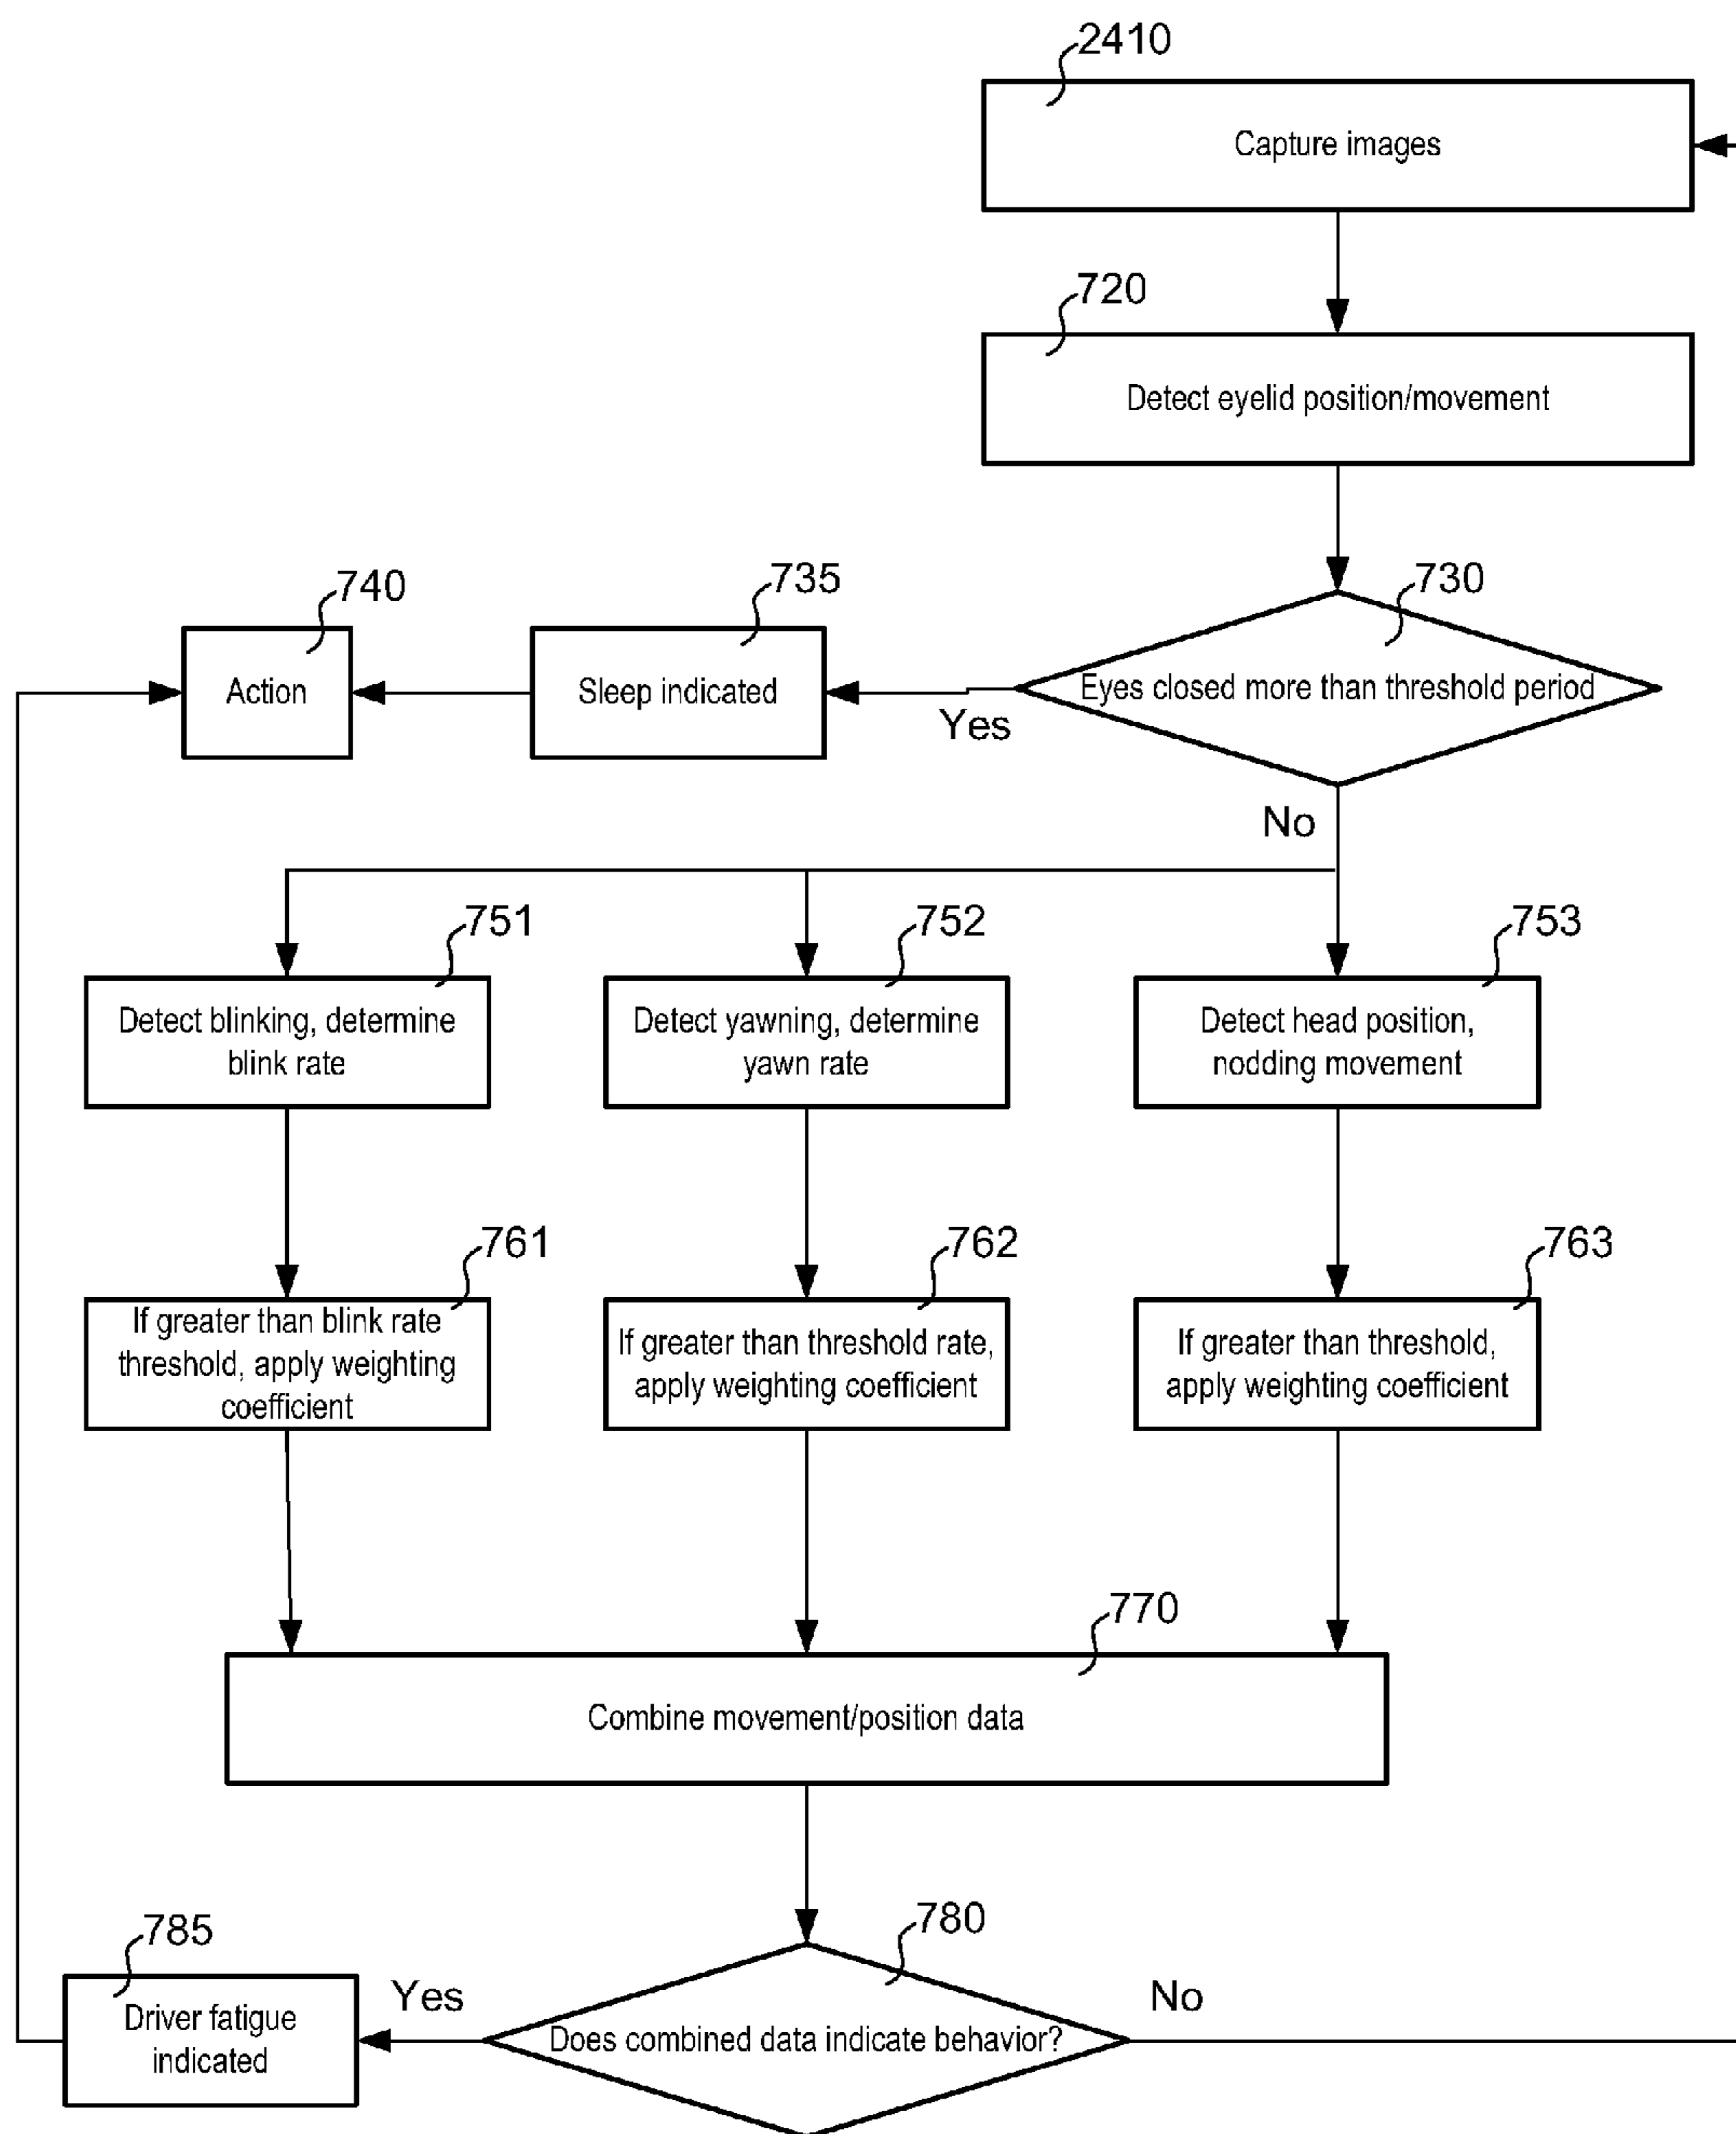 2410
Capture images
720
Detect eyelid position/movement
740
735
730
Action
Sleep indicated
Eyes closed more than threshold period
Yes
No
751
752
753
Detect blinking, determine
blink rate
Detect yawning, determine
yawn rate
Detect head position,
nodding movement
761
762
763
If greater than blink rate
threshold, apply weighting
coefficient
If greater than threshold rate,
apply weighting coefficient
If greater than threshold,
apply weighting coefficient
770
Combine movement/position data
785
780
Driver fatigue
indicated
Yes
Does combined data indicate behavior?
No